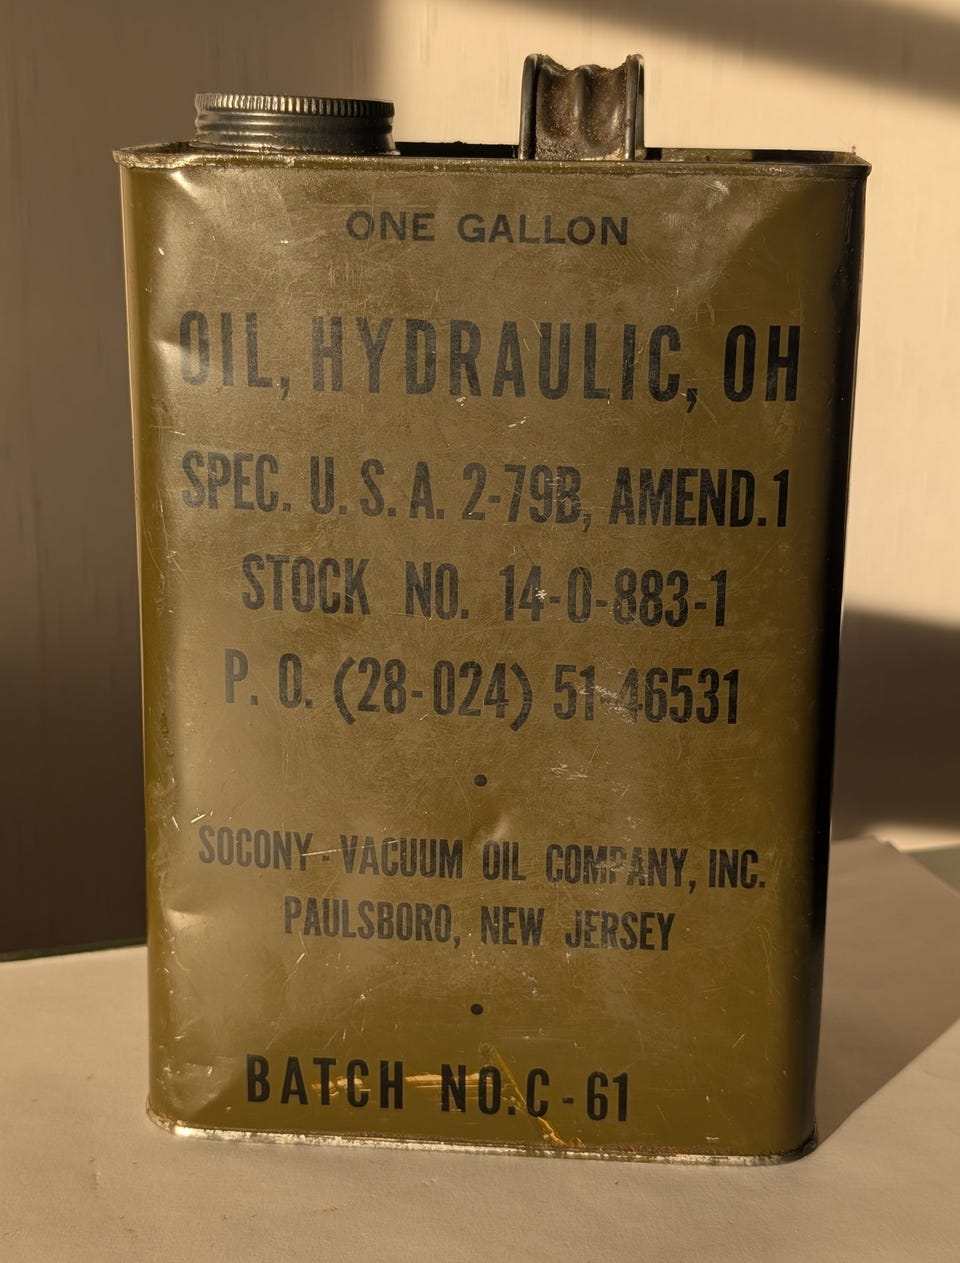 ONE GALLON
OIL, HYDRAULIC, OH
SPEC. U. S. A. 2-79B, AMEND.1
STOCK NO. 14-0-883-1
P. O. (28-024) 51-46531
•
SOCONY-VACUUM OIL COMPANY, INC.
PAULSBORO, NEW JERSEY
•
BATCH NO.C-61